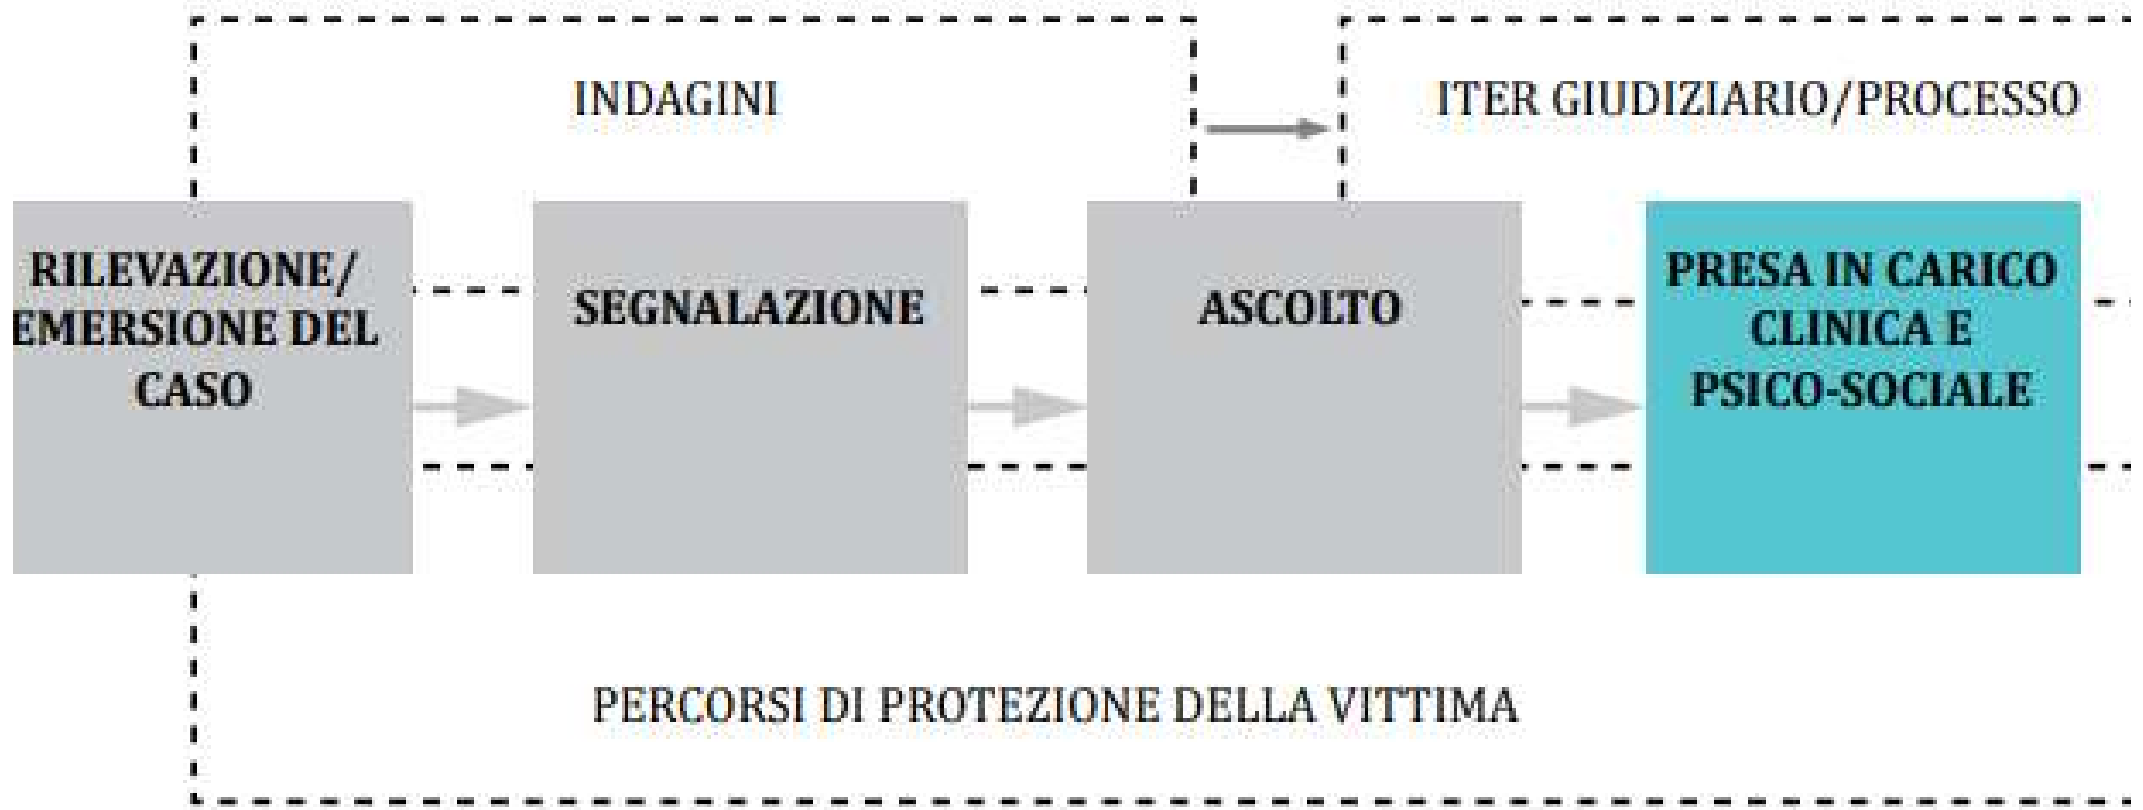 INDAGINI
ITER GIUDIZIARIO/PROCESSO
RILEVAZIONE/
EMERSIONE DEL
CASO
SEGNALAZIONE
ASCOLTO
PRESA IN CARICO
CLINICA E
PSICO-SOCIALE
PERCORSI DI PROTEZIONE DELLA VITTIMA